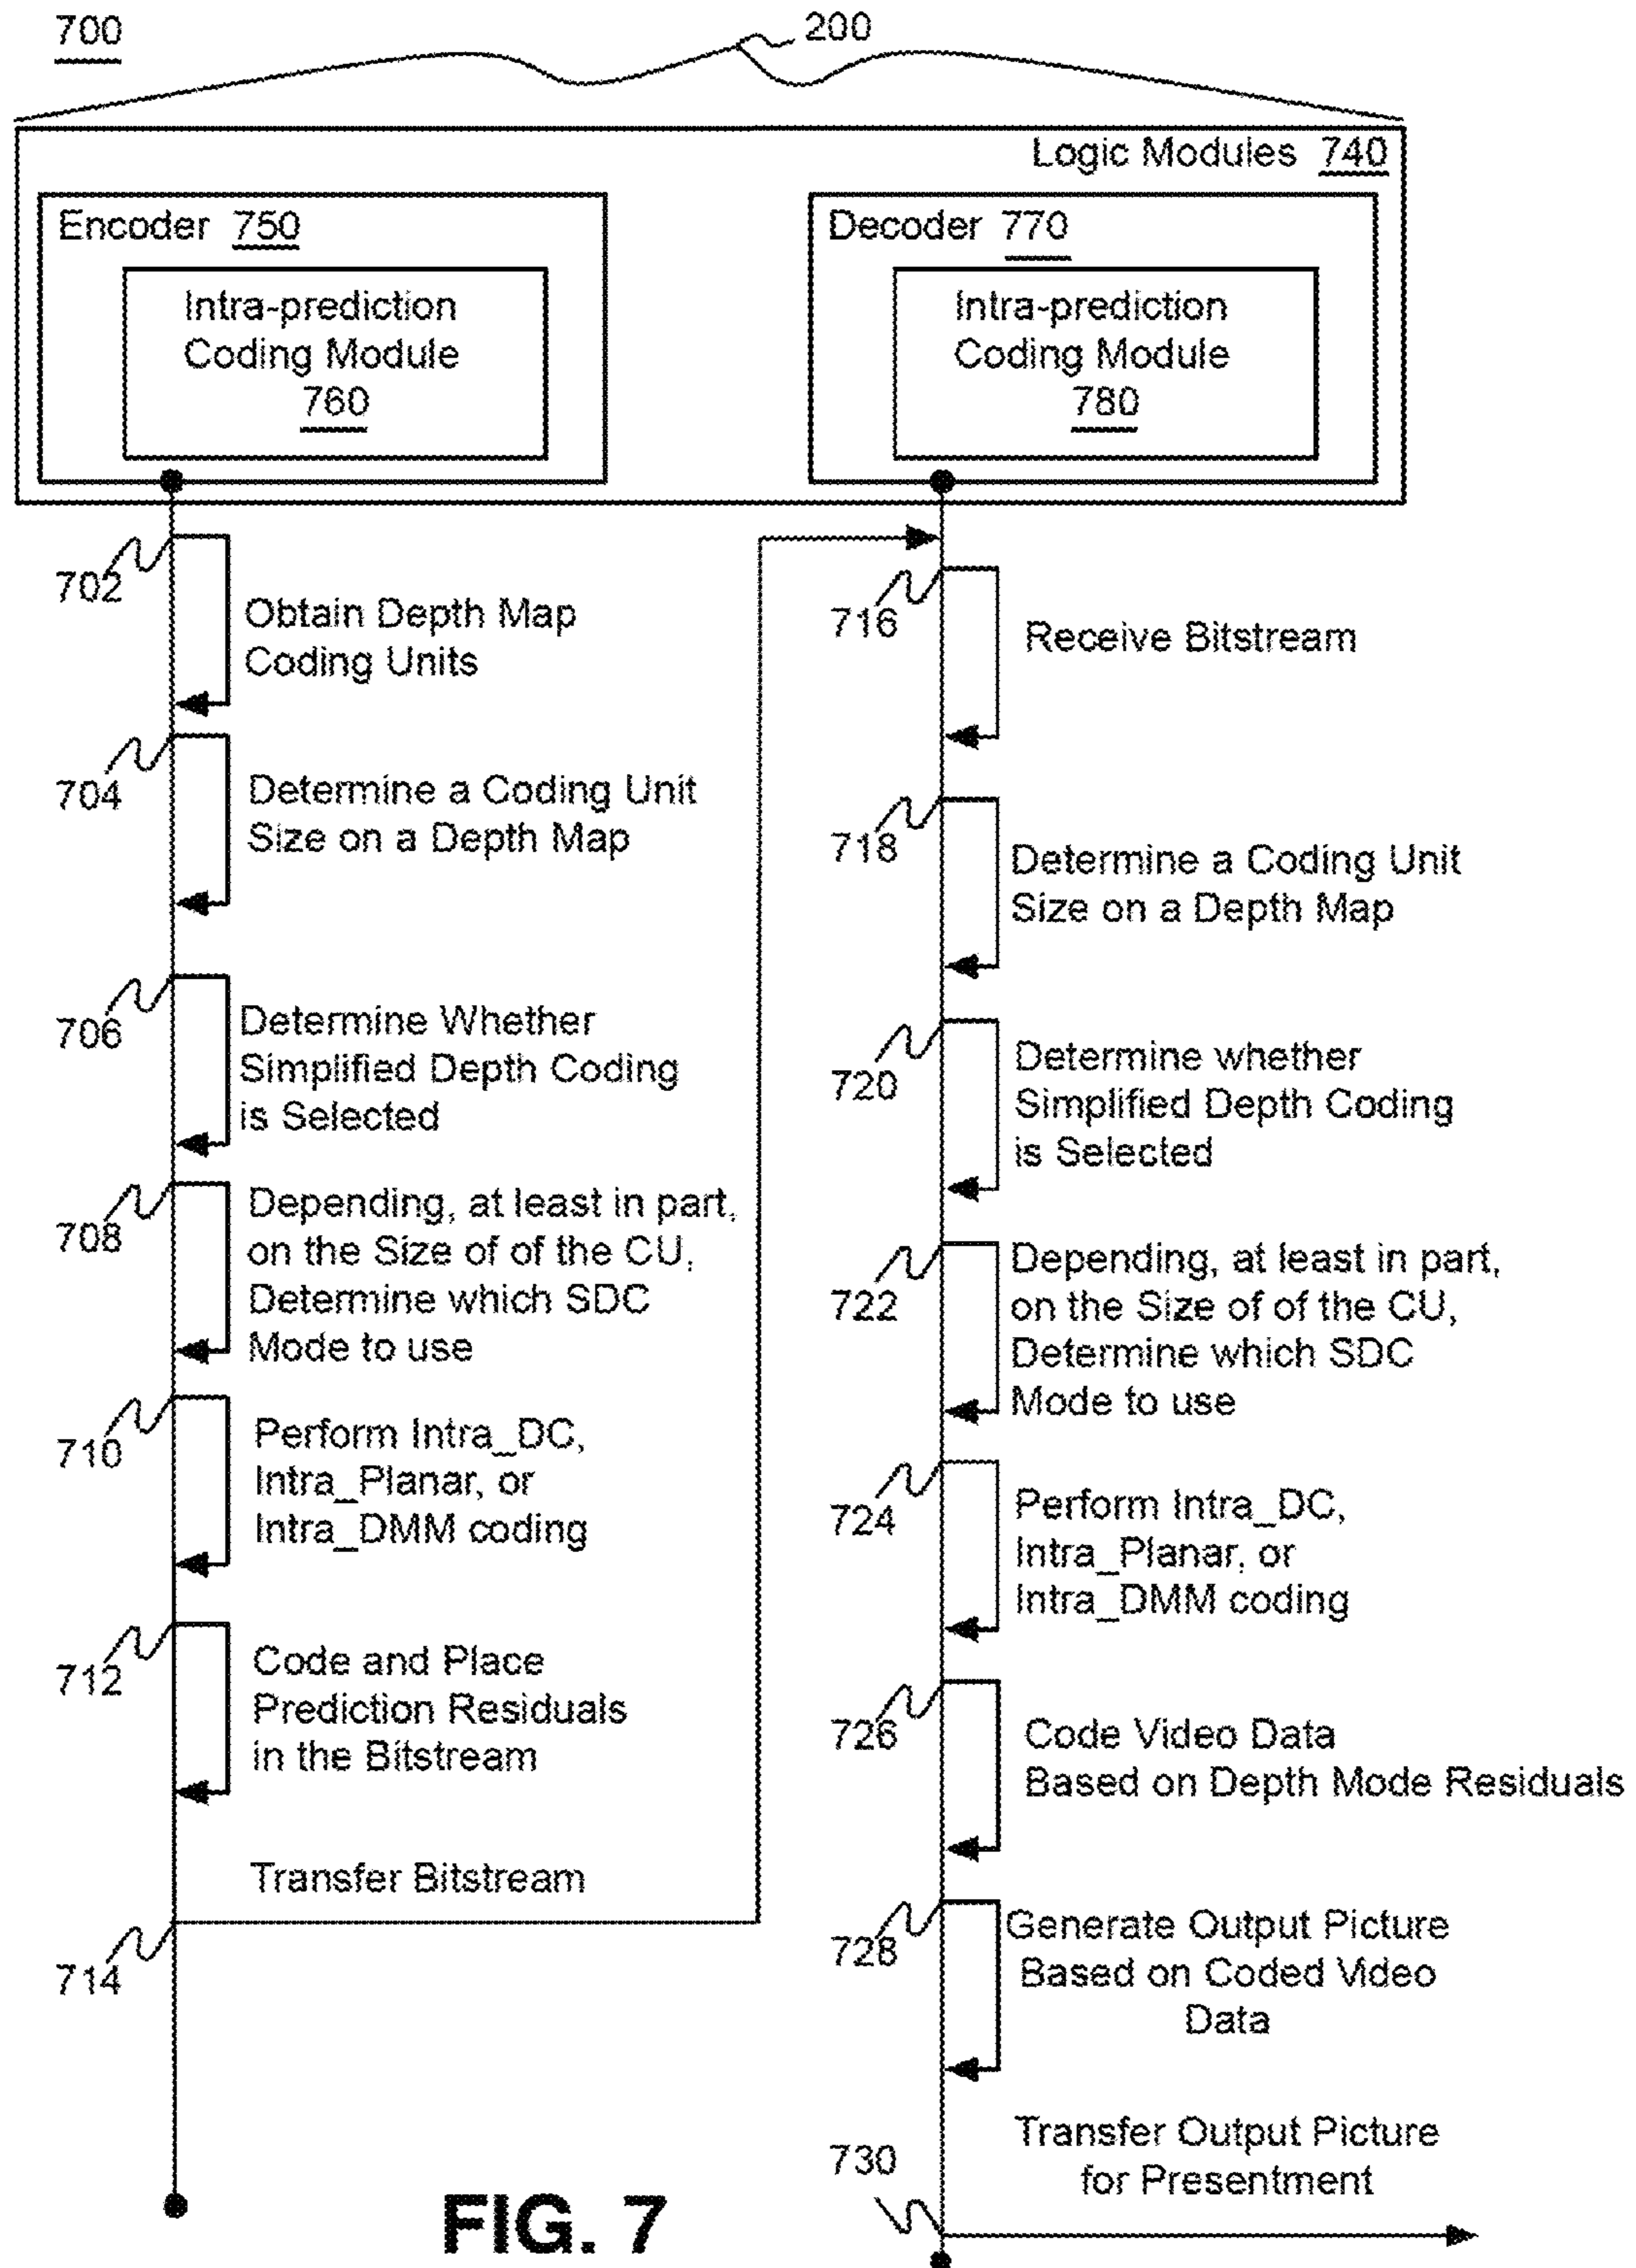 700
200
Logic Modules 740
Encoder 750
Intra-prediction
Coding Module
760
Decoder 770
Intra-prediction
Coding Module
780
702
Obtain Depth Map
Coding Units
704
Determine a Coding Unit
Size on a Depth Map
706
Determine Whether
Simplified Depth Coding
is Selected
708
Depending, at least in part,
on the Size of of the CU,
Determine which SDC
Mode to use
710
Perform Intra_DC,
Intra_Planar, or
Intra_DMM coding
712
Code and Place
Prediction Residuals
in the Bitstream
Transfer Bitstream
714
716
Receive Bitstream
718
Determine a Coding Unit
Size on a Depth Map
720
Determine whether
Simplified Depth Coding
is Selected
722
Depending, at least in part,
on the Size of of the CU,
Determine which SDC
Mode to use
724
Perform Intra_DC,
Intra_Planar, or
Intra_DMM coding
726
Code Video Data
Based on Depth Mode Residuals
728
Generate Output Picture
Based on Coded Video
Data
730
Transfer Output Picture
for Presentment
FIG. 7